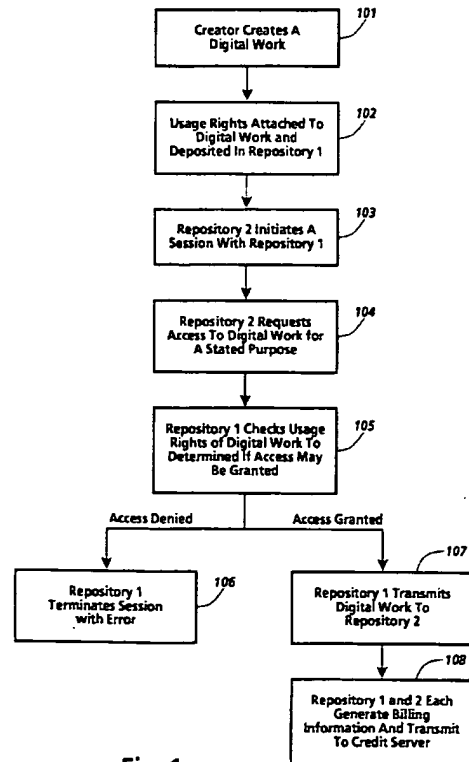 101
Creator Creates A
Digital Work
102
Usage Rights Attached To
Digital Work and
Deposited In Repository 1
103
Repository 2 Initiates A
Session With Repository 1
104
Repository 2 Requests
Access To Digital Work for
A Stated Purpose
105
Repository 1 Checks Usage
Rights of Digital Work To
Determined If Access May
Be Granted
Access Denied
Access Granted
106
Repository 1
Terminates Session
with Error
107
Repository 1 Transmits
Digital Work To
Repository 2
108
Repository 1 and 2 Each
Generate Billing
Information And Transmit
To Credit Server